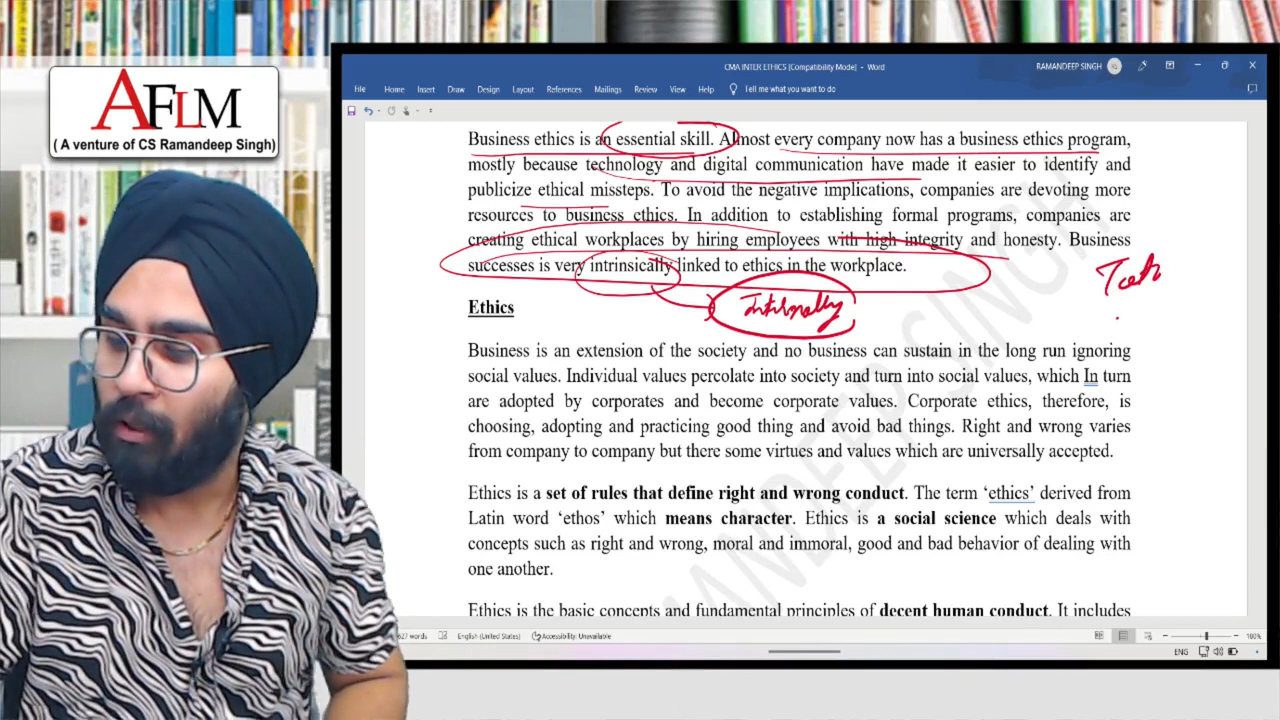 AFLM
( A venture of CS Ramandeep Singh)
CMA INTER ETHICS [Compatibility Mode] - Word
RAMANDEEP SINGH
File Home Insert Draw Design Layout References Mailings Review View Help Tell me what you want to do
Business ethics is an essential skill. Almost every company now has a business ethics program,
mostly because technology and digital communication have made it easier to identify and
publicize ethical missteps. To avoid the negative implications, companies are devoting more
resources to business ethics. In addition to establishing formal programs, companies are
creating ethical workplaces by hiring employees with high integrity and honesty. Business
successes is very intrinsically linked to ethics in the workplace.
Internally
Ethics
Business is an extension of the society and no business can sustain in the long run ignoring
social values. Individual values percolate into society and turn into social values, which In turn
are adopted by corporates and become corporate values. Corporate ethics, therefore, is
choosing, adopting and practicing good thing and avoid bad things. Right and wrong varies
from company to company but there some virtues and values which are universally accepted.
Ethics is a set of rules that define right and wrong conduct. The term ‘ethics’ derived from
Latin word ‘ethos’ which means character. Ethics is a social science which deals with
concepts such as right and wrong, moral and immoral, good and bad behavior of dealing with
one another.
Ethics is the basic concepts and fundamental principles of decent human conduct. It includes
627 words English (United States) Accessibility: Unavailable 180%
ENG